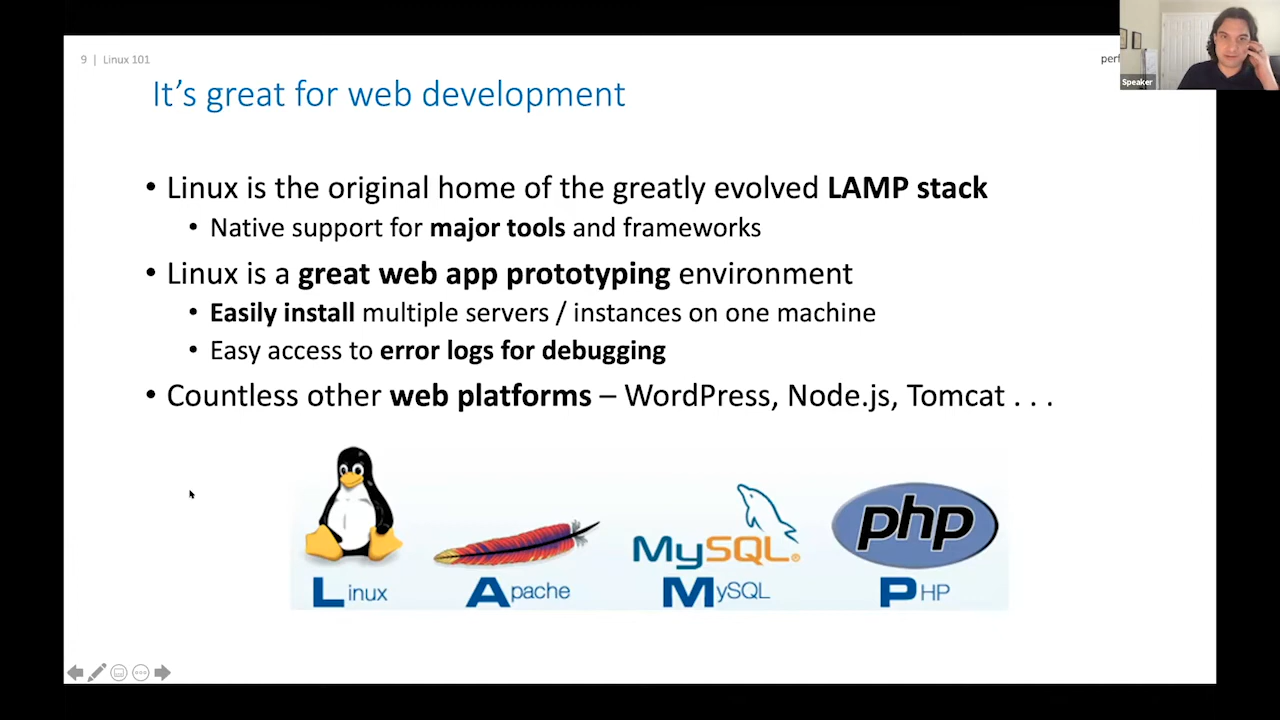 9 | Linux 101
Speaker
It's great for web development
• Linux is the original home of the greatly evolved LAMP stack
• Native support for major tools and frameworks
• Linux is a great web app prototyping environment
• Easily install multiple servers / instances on one machine
• Easy access to error logs for debugging
• Countless other web platforms – WordPress, Node.js, Tomcat . . .
MySQL®
php
Linux Apache MySQL PHP